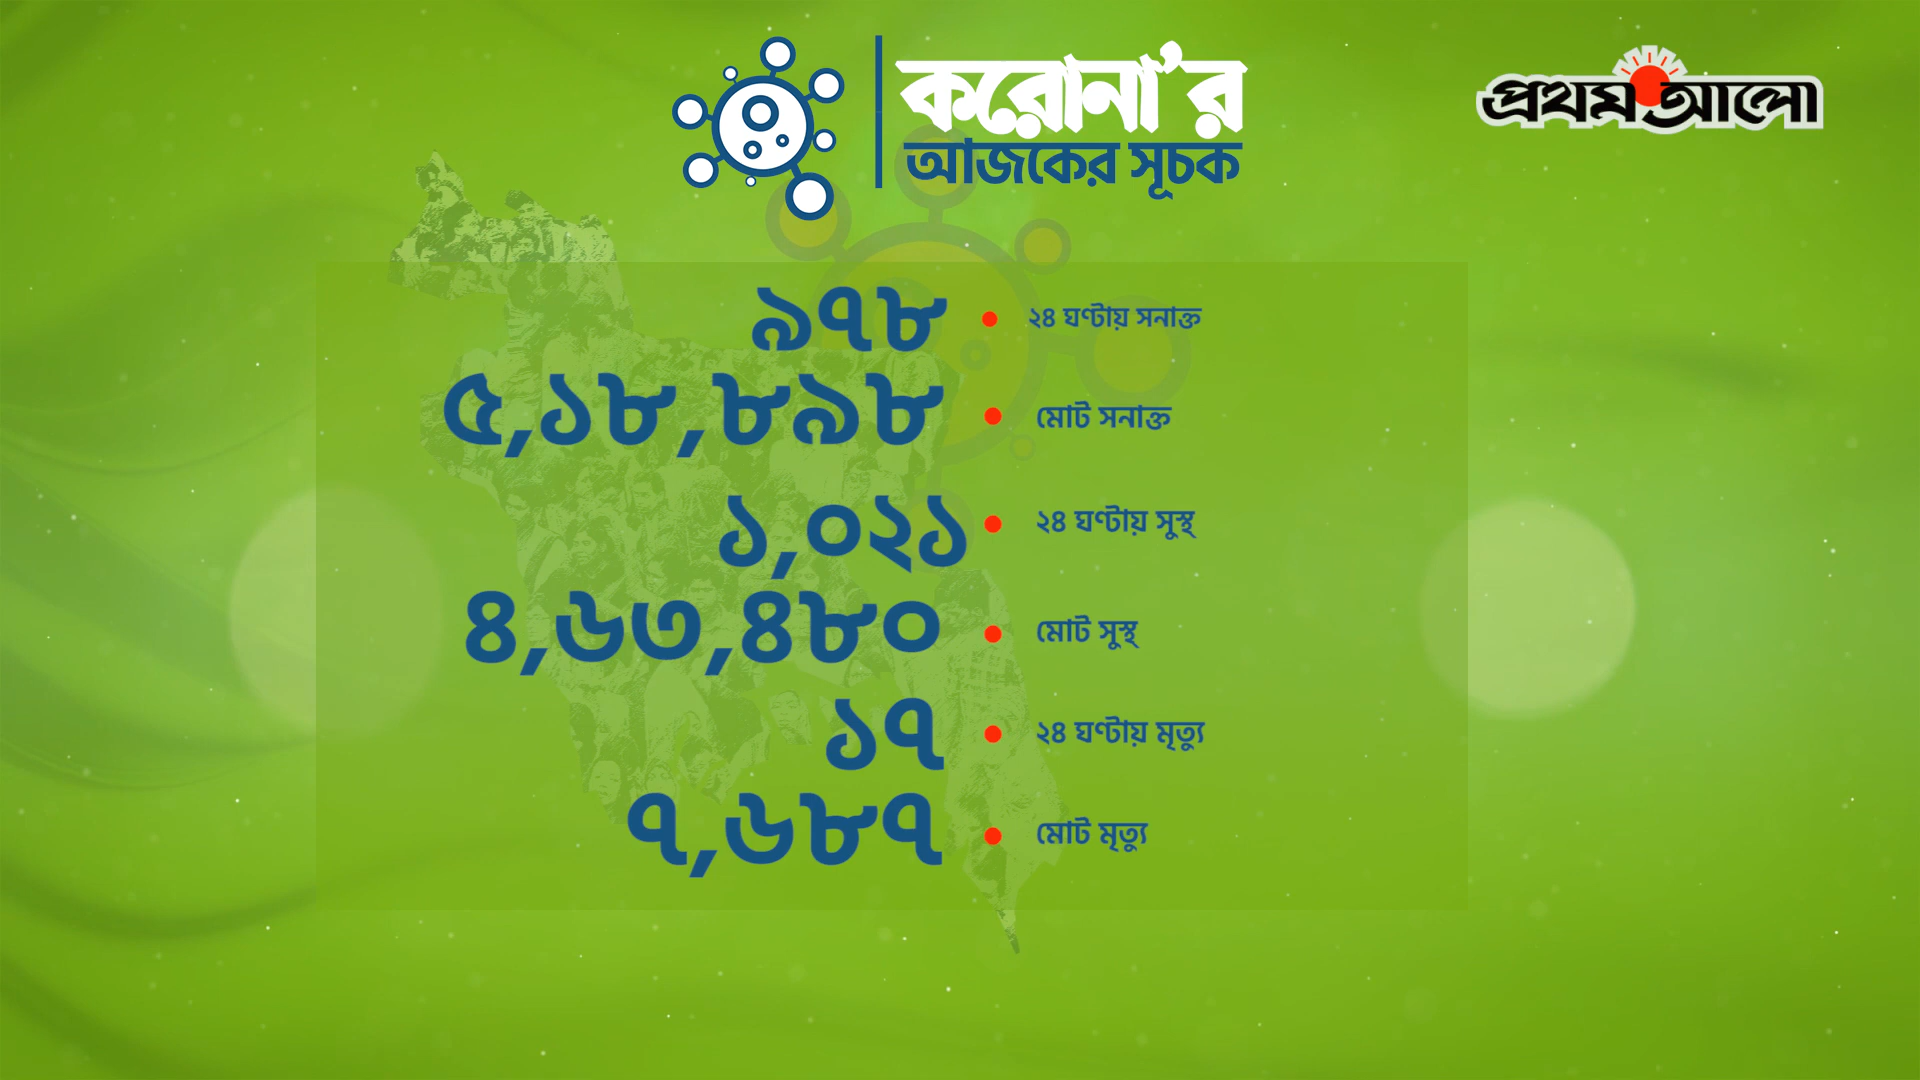 করোনা'র
আজকের সূচক
প্রথম আলো
৯৭৮ • ২৪ ঘণ্টায় সনাক্ত
৫,১৮,৮৯৮ • মোট সনাক্ত
১,০২১ • ২৪ ঘণ্টায় সুস্থ
৪,৬৩,৪৮০ • মোট সুস্থ
১৭ • ২৪ ঘণ্টায় মৃত্যু
৭,৬৮৭ • মোট মৃত্যু